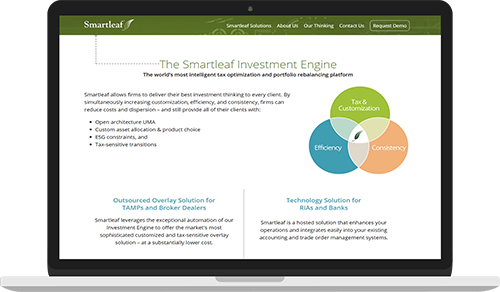 Smartleaf
Smartleaf Solutions About Us Our Thinking Contact Us Request Demo
The Smartleaf Investment Engine
The world's most intelligent tax optimization and portfolio rebalancing platform
Smartleaf allows firms to deliver their best investment thinking to every client. By
simultaneously increasing customization, efficiency, and consistency, firms can
reduce costs and dispersion – and still provide all of their clients with:
• Open architecture UMA
• Custom asset allocation & product choice
• ESG constraints, and
• Tax-sensitive transitions
Tax &
Customization
Efficiency
Consistency
Outsourced Overlay Solution for
TAMPs and Broker Dealers
Smartleaf leverages the exceptional automation of our
Investment Engine to offer the market's most
sophisticated customized and tax-sensitive overlay
solution – at a substantially lower cost.
Technology Solution for
RIAs and Banks
Smartleaf is a hosted solution that enhances your
operations and integrates easily into your existing
accounting and trade order management systems.